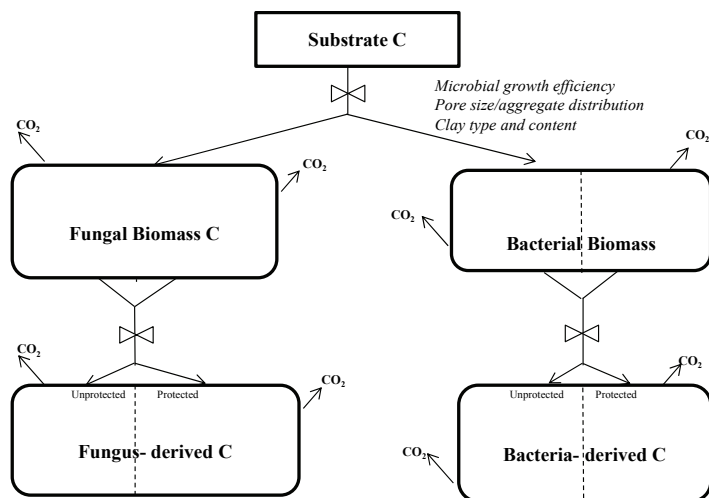 Substrate C
Microbial growth efficiency
Pore size/aggregate distribution
Clay type and content
CO2
CO2
CO2
Fungal Biomass C
CO2
Bacterial Biomass
CO2
CO2
CO2
Unprotected
Protected
Unprotected
Protected
Fungus- derived C
Bacteria- derived C
CO2